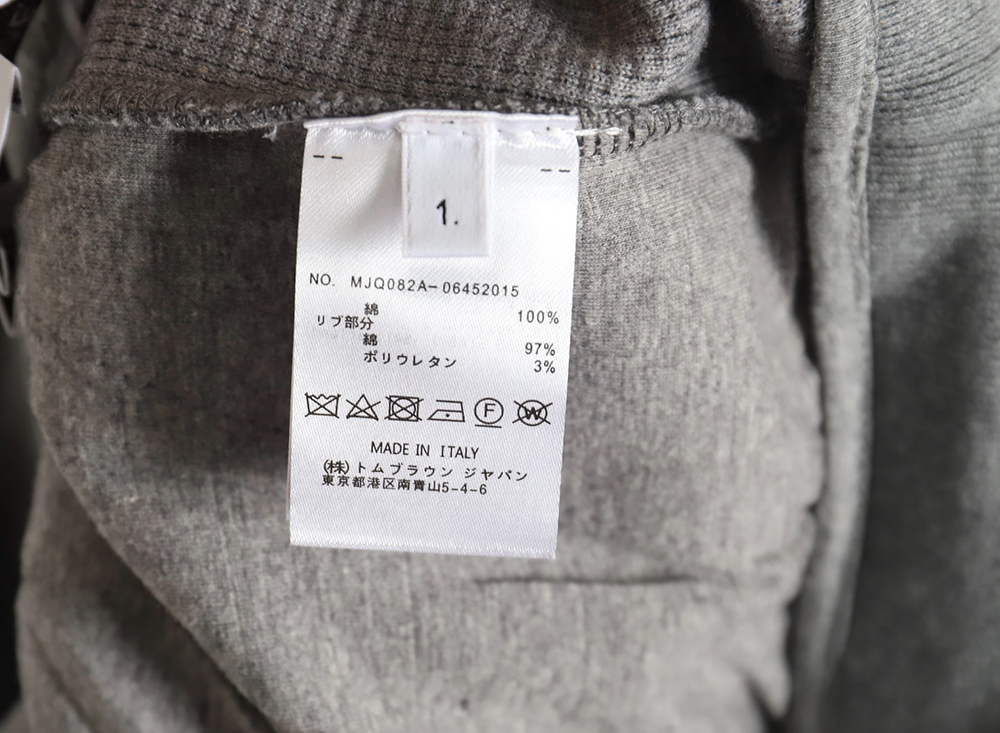 1.
NO. MJQ082A-06452015
綿 100%
リブ部分
綿 97%
ポリウレタン 3%
F W
MADE IN ITALY
(株)トムブラウン ジャパン
東京都港区南青山5-4-6